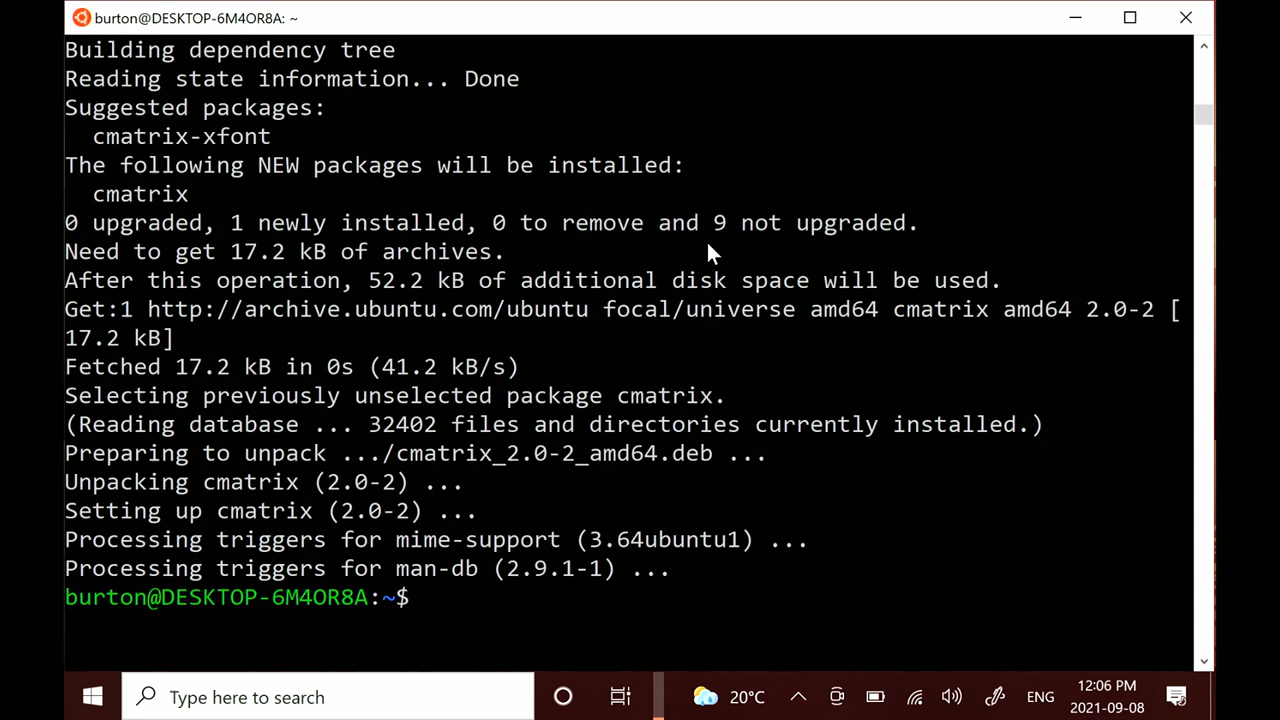 burton@DESKTOP-6M4OR8A: ~
Building dependency tree
Reading state information... Done
Suggested packages:
cmatrix-xfont
The following NEW packages will be installed:
cmatrix
0 upgraded, 1 newly installed, 0 to remove and 9 not upgraded.
Need to get 17.2 kB of archives.
After this operation, 52.2 kB of additional disk space will be used.
Get:1 http://archive.ubuntu.com/ubuntu focal/universe amd64 cmatrix amd64 2.0-2 [
17.2 kB]
Fetched 17.2 kB in 0s (41.2 kB/s)
Selecting previously unselected package cmatrix.
(Reading database ... 32402 files and directories currently installed.)
Preparing to unpack .../cmatrix_2.0-2_amd64.deb ...
Unpacking cmatrix (2.0-2) ...
Setting up cmatrix (2.0-2) ...
Processing triggers for mime-support (3.64ubuntu1) ...
Processing triggers for man-db (2.9.1-1) ...
burton@DESKTOP-6M4OR8A:~$
Type here to search
20°C
ENG
12:06 PM
2021-09-08